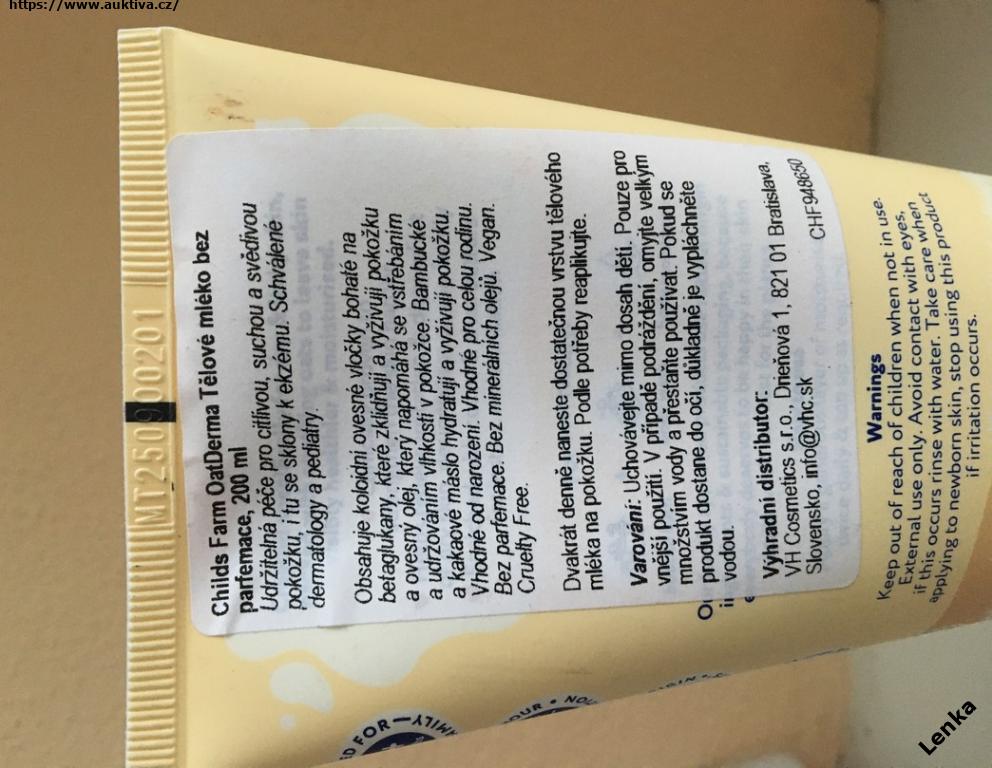 https://www.auktiva.cz/
MT2509 00201
Childs Farm OatDerma Tělové mléko bez
parfemace, 200 ml
Udržitelná péče pro citlivou, suchou a svědivou
pokožku, i tu se sklony k ekzému. Schválené
dermatology a pediatry.
Obsahuje koloidní ovesné vločky bohaté na
betaglukany, které zklidňují a vyživují pokožku
a ovesný olej, který napomáhá se vstřebáním
a udržováním vlhkosti v pokožce. Bambucké
a kakaové máslo hydratují a vyživují pokožku.
Vhodné od narození. Vhodné pro celou rodinu.
Bez parfemace. Bez minerálních olejů. Vegan.
Cruelty Free.
Dvakrát denně naneste dostatečnou vrstvu tělového
mléka na pokožku. Podle potřeby reaplikujte.
Varování: Uchovávejte mimo dosah dětí. Pouze pro
vnější použití. V případě podráždění, omyjte velkým
množstvím vody a přestaňte používat. Pokud se
produkt dostane do očí, důkladně je vypláchněte
vodou.
Výhradní distributor:
VH Cosmetics s.r.o., Drieňová 1, 821 01 Bratislava,
Slovensko, info@vhc.sk CHF948650
Warnings
Keep out of reach of children when not in use.
External use only. Avoid contact with eyes,
if this occurs rinse with water. Take care when
applying to newborn skin, stop using this product
if irritation occurs.
FOR—
Lenka